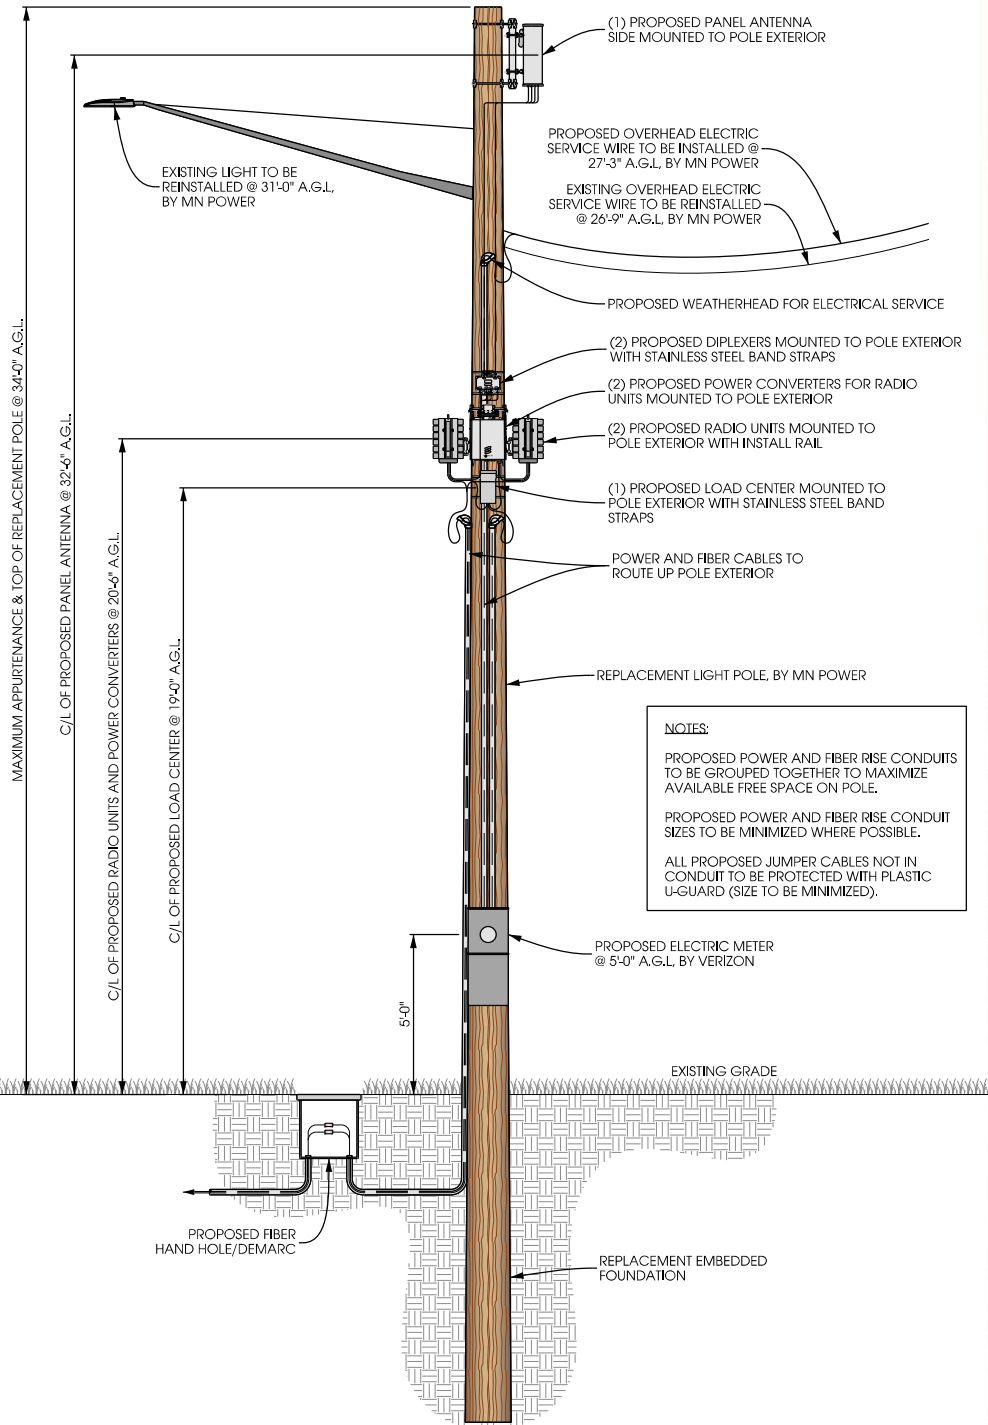 (1) PROPOSED PANEL ANTENNA
SIDE MOUNTED TO POLE EXTERIOR
PROPOSED OVERHEAD ELECTRIC
SERVICE WIRE TO BE INSTALLED @
27'-3" A.G.L, BY MN POWER
EXISTING LIGHT TO BE
REINSTALLED @ 31'-0" A.G.L,
BY MN POWER
EXISTING OVERHEAD ELECTRIC
SERVICE WIRE TO BE REINSTALLED
@ 26'-9" A.G.L, BY MN POWER
PROPOSED WEATHERHEAD FOR ELECTRICAL SERVICE
(2) PROPOSED DIPLEXERS MOUNTED TO POLE EXTERIOR
WITH STAINLESS STEEL BAND STRAPS
(2) PROPOSED POWER CONVERTERS FOR RADIO
UNITS MOUNTED TO POLE EXTERIOR
(2) PROPOSED RADIO UNITS MOUNTED TO
POLE EXTERIOR WITH INSTALL RAIL
(1) PROPOSED LOAD CENTER MOUNTED TO
POLE EXTERIOR WITH STAINLESS STEEL BAND
STRAPS
POWER AND FIBER CABLES TO
ROUTE UP POLE EXTERIOR
MAXIMUM APPURTENANCE & TOP OF REPLACEMENT POLE @ 34'-0" A.G.L.
C/L OF PROPOSED PANEL ANTENNA @ 32'-6" A.G.L.
C/L OF PROPOSED RADIO UNITS AND POWER CONVERTERS @ 20'-6" A.G.L.
C/L OF PROPOSED LOAD CENTER @ 19'-0" A.G.L.
REPLACEMENT LIGHT POLE, BY MN POWER
NOTES:
PROPOSED POWER AND FIBER RISE CONDUITS
TO BE GROUPED TOGETHER TO MAXIMIZE
AVAILABLE FREE SPACE ON POLE.
PROPOSED POWER AND FIBER RISE CONDUIT
SIZES TO BE MINIMIZED WHERE POSSIBLE.
ALL PROPOSED JUMPER CABLES NOT IN
CONDUIT TO BE PROTECTED WITH PLASTIC
U-GUARD (SIZE TO BE MINIMIZED).
PROPOSED ELECTRIC METER
@ 5'-0" A.G.L, BY VERIZON
5'-0"
EXISTING GRADE
PROPOSED FIBER
HAND HOLE/DEMARC
REPLACEMENT EMBEDDED
FOUNDATION